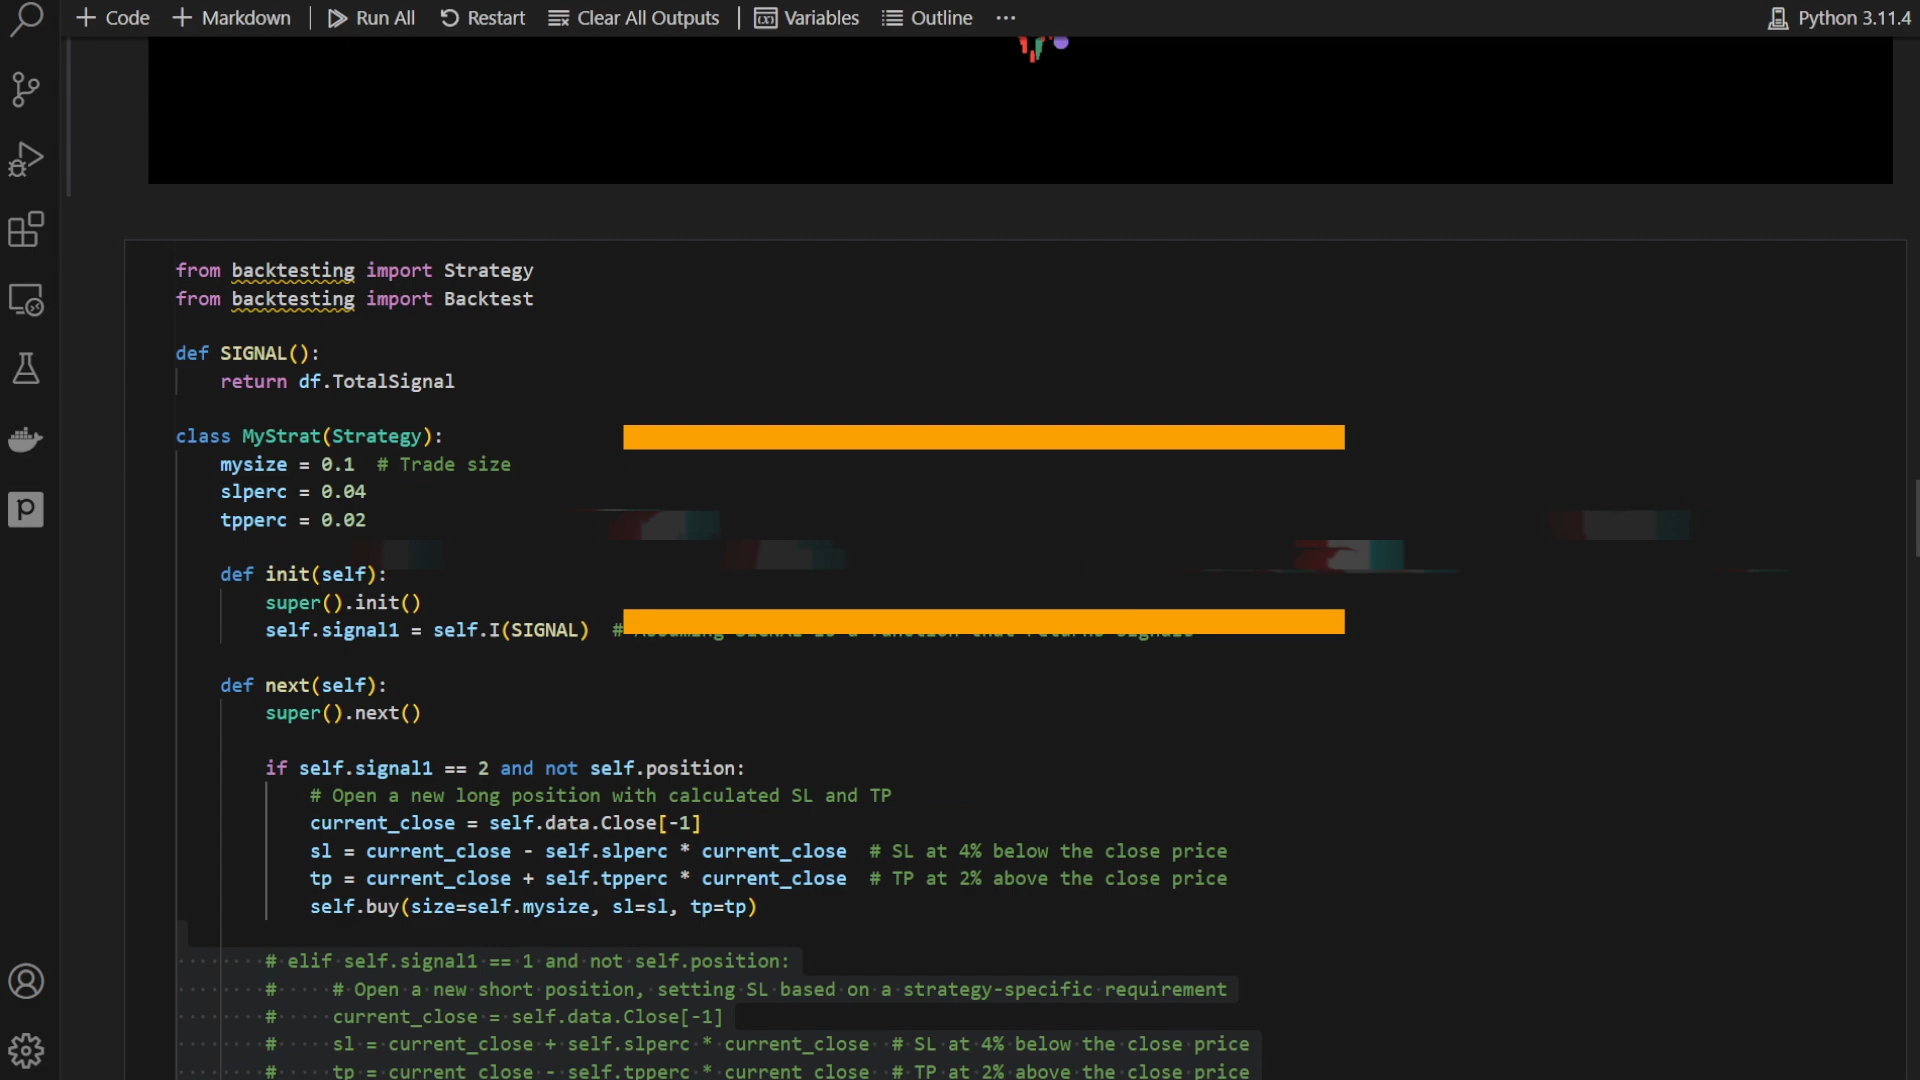 Code Markdown Run All Restart Clear All Outputs Variables Outline ... Python 3.11.4
from backtesting import Strategy
from backtesting import Backtest
def SIGNAL():
return df.TotalSignal
class MyStrat(Strategy):
mysize = 0.1 # Trade size
slperc = 0.04
tpperc = 0.02
def init(self):
super().init()
self.signal1 = self.I(SIGNAL) #
def next(self):
super().next()
if self.signal1 == 2 and not self.position:
# Open a new long position with calculated SL and TP
current_close = self.data.Close[-1]
sl = current_close - self.slperc * current_close # SL at 4% below the close price
tp = current_close + self.tpperc * current_close # TP at 2% above the close price
self.buy(size=self.mysize, sl=sl, tp=tp)
# elif self.signal1 == 1 and not self.position:
# # Open a new short position, setting SL based on a strategy-specific requirement
# current_close = self.data.Close[-1]
# sl = current_close + self.slperc * current_close # SL at 4% below the close price
# tp = current_close - self.tpperc * current_close # TP at 2% above the close price